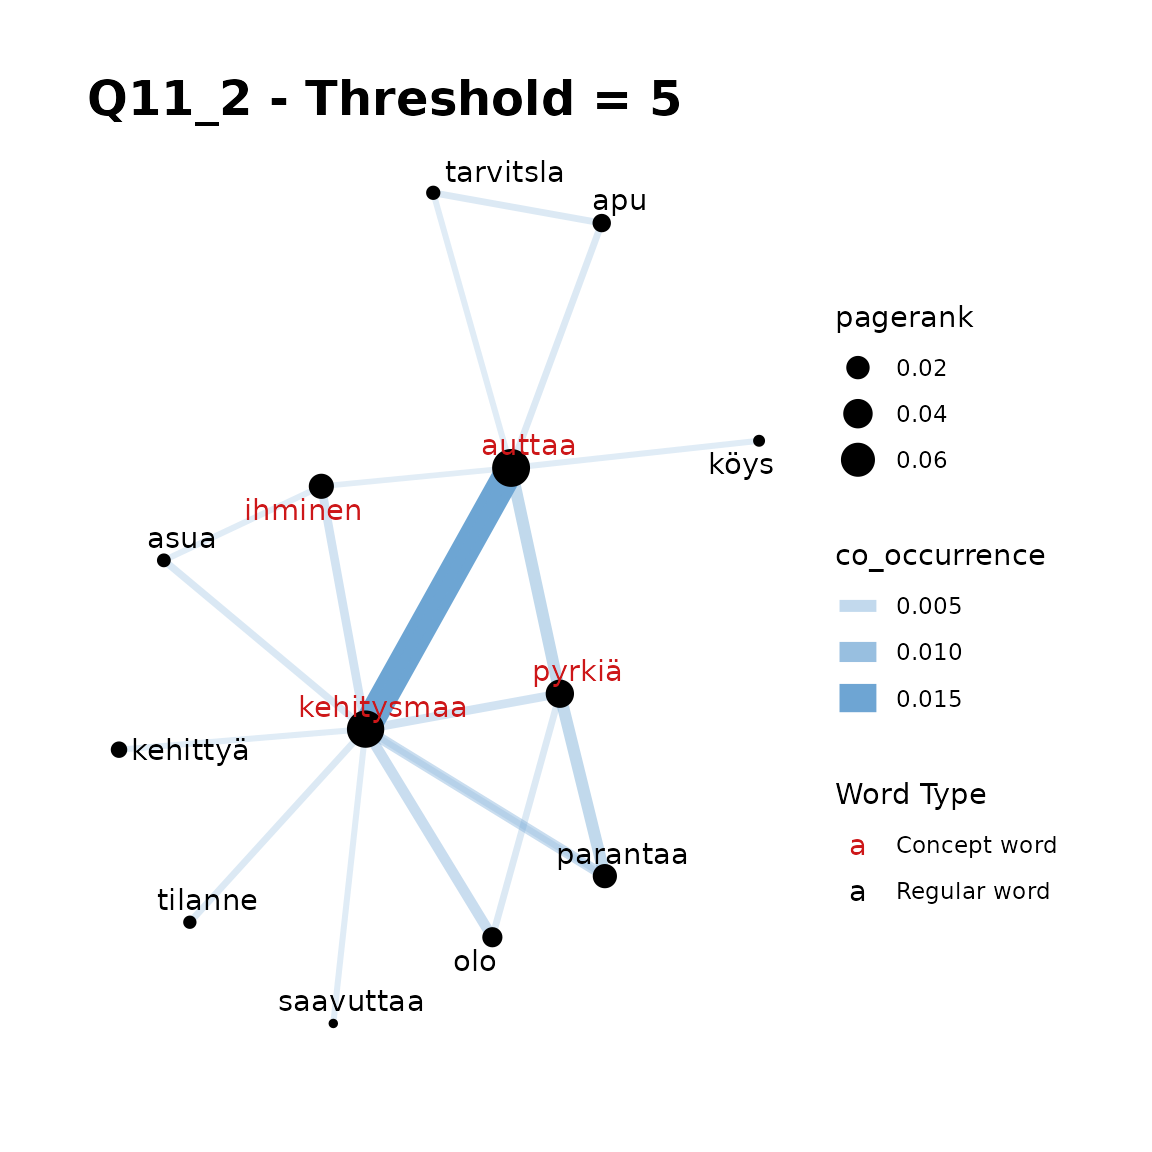 Q11_2 - Threshold = 5
tarvitsla
apu
auttaa
köys
ihminen
asua
pyrkiä
kehitysmaa
kehittyä
parantaa
tilanne
olo
saavuttaa
pagerank
0.02
0.04
0.06
co_occurrence
0.005
0.010
0.015
Word Type
a Concept word
a Regular word